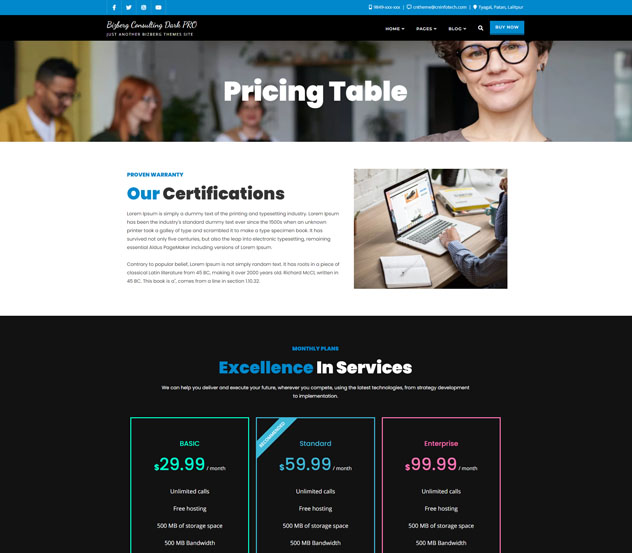 9849-xxx-xxx | cntheme@cninfotech.com | Tyagal, Patan, Lalitpur
Bizberg Consulting Dark PRO
JUST ANOTHER BIZBERG THEMES SITE
HOME PAGES BLOG BUY NOW
Pricing Table
PROVEN WARRANTY
Our Certifications
Lorem Ipsum is simply a dummy text of the printing and typesetting industry. Lorem Ipsum
has been the industry's standard dummy text ever since the 1500s when an unknown
printer took a galley of type and scrambled it to make a type specimen book. It has
survived not only five centuries, but also the leap into electronic typesetting, remaining
essential Aldus PageMaker including versions of Lorem Ipsum.
Contrary to popular belief, Lorem Ipsum is not simply random text. It has roots in a piece of
classical Latin literature from 45 BC, making it over 2000 years old. Richard McCl, written in
45 BC. This book is a", comes from a line in section 1.10.32.
MONTHLY PLANS
Excellence In Services
We can help you deliver and execute your future, wherever you compete, using the latest technologies, from strategy development
to implementation.
RECOMMENDED
BASIC Standard Enterprise
$29.99 / month $59.99 / month $99.99 / month
Unlimited calls Unlimited calls Unlimited calls
Free hosting Free hosting Free hosting
500 MB of storage space 500 MB of storage space 500 MB of storage space
500 MB Bandwidth 500 MB Bandwidth 500 MB Bandwidth